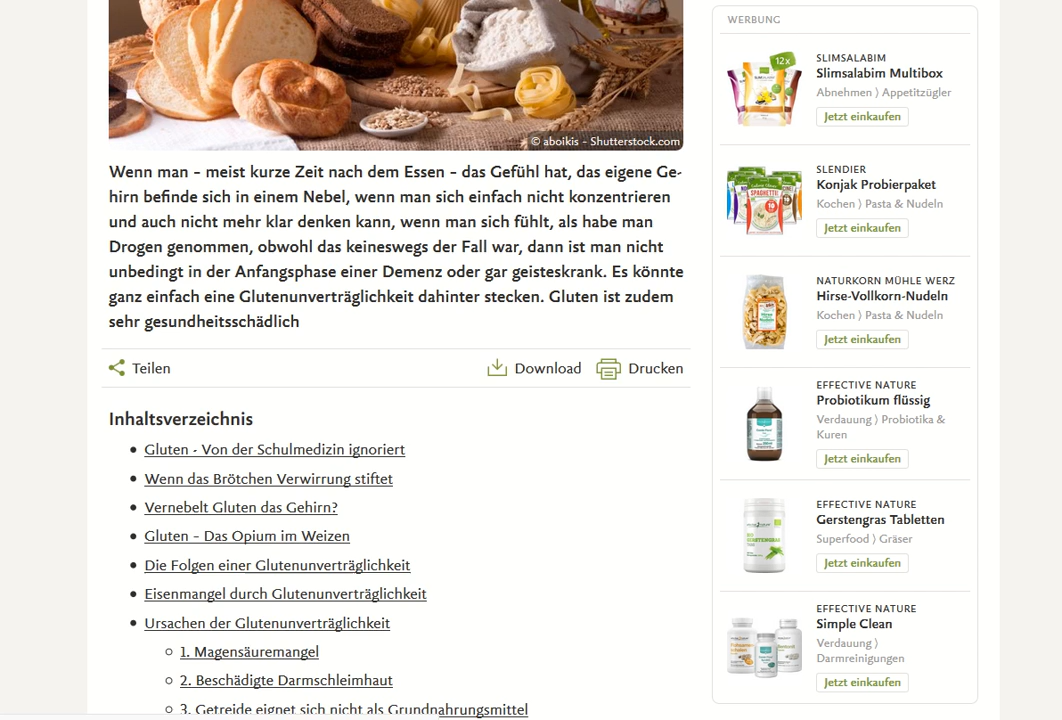 © aboikis - Shutterstock.com
Wenn man – meist kurze Zeit nach dem Essen – das Gefühl hat, das eigene Ge-
hirn befinde sich in einem Nebel, wenn man sich einfach nicht konzentrieren
und auch nicht mehr klar denken kann, wenn man sich fühlt, als habe man
Drogen genommen, obwohl das keineswegs der Fall war, dann ist man nicht
unbedingt in der Anfangsphase einer Demenz oder gar geisteskrank. Es könnte
ganz einfach eine Glutenunverträglichkeit dahinter stecken. Gluten ist zudem
sehr gesundheitsschädlich
Teilen
Download
Drucken
Inhaltsverzeichnis
Gluten - Von der Schulmedizin ignoriert
Wenn das Brötchen Verwirrung stiftet
Vernebelt Gluten das Gehirn?
Gluten – Das Opium im Weizen
Die Folgen einer Glutenunverträglichkeit
Eisenmangel durch Glutenunverträglichkeit
Ursachen der Glutenunverträglichkeit
1. Magensäuremangel
2. Beschädigte Darmschleimhaut
3. Getreide eignet sich nicht als Grundnahrungsmittel
WERBUNG
12x
SLIMSALABIM
Slimsalabim Multibox
Abnehmen ⟩ Appetitzügler
Jetzt einkaufen
SPAGHETTI
SLENDIER
Konjak Probierpaket
Kochen ⟩ Pasta & Nudeln
Jetzt einkaufen
NATURKORN MÜHLE WERZ
Hirse-Vollkorn-Nudeln
Kochen ⟩ Pasta & Nudeln
Jetzt einkaufen
EFFECTIVE NATURE
Probiotikum flüssig
Verdauung ⟩ Probiotika &
Kuren
Jetzt einkaufen
EFFECTIVE NATURE
Gerstengras Tabletten
Superfood ⟩ Gräser
Jetzt einkaufen
EFFECTIVE NATURE
Simple Clean
Verdauung ⟩
Darmreinigungen
Jetzt einkaufen